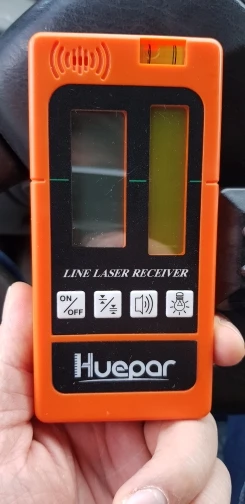 LINE LASER RECEIVER
ON/OFF
Huepar